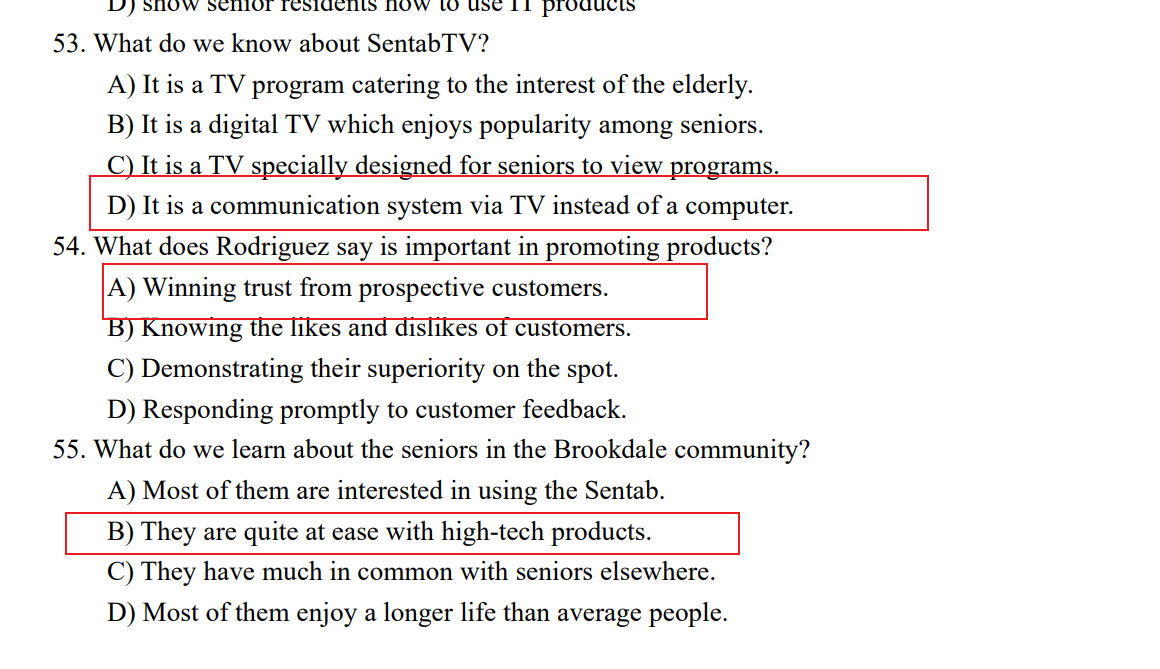 D) show senior residents how to use IT products
53. What do we know about SentabTV?
A) It is a TV program catering to the interest of the elderly.
B) It is a digital TV which enjoys popularity among seniors.
C) It is a TV specially designed for seniors to view programs.
D) It is a communication system via TV instead of a computer.
54. What does Rodriguez say is important in promoting products?
A) Winning trust from prospective customers.
B) Knowing the likes and dislikes of customers.
C) Demonstrating their superiority on the spot.
D) Responding promptly to customer feedback.
55. What do we learn about the seniors in the Brookdale community?
A) Most of them are interested in using the Sentab.
B) They are quite at ease with high-tech products.
C) They have much in common with seniors elsewhere.
D) Most of them enjoy a longer life than average people.